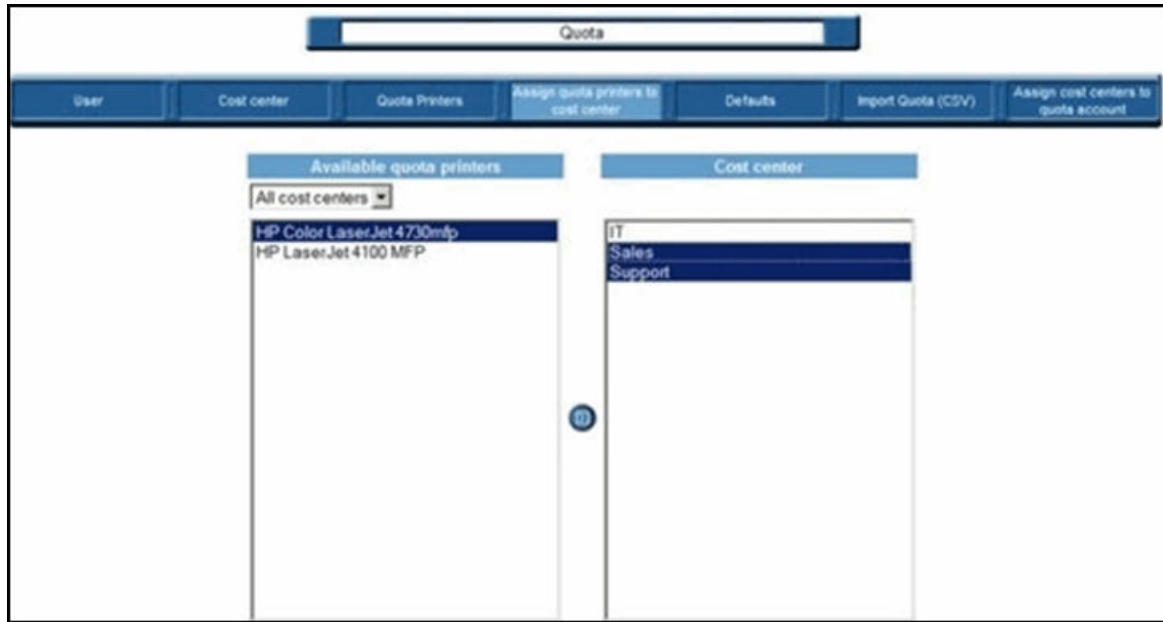 Quota
User
Cost center
Quota Printers
Assign quota printers to
cost center
Defaults
Import Quota (CSV)
Assign cost centers to
quota account
Available quota printers
Cost center
All cost centers
HP Color LaserJet 4730mfp
HP LaserJet 4100 MFP
IT
Sales
Support